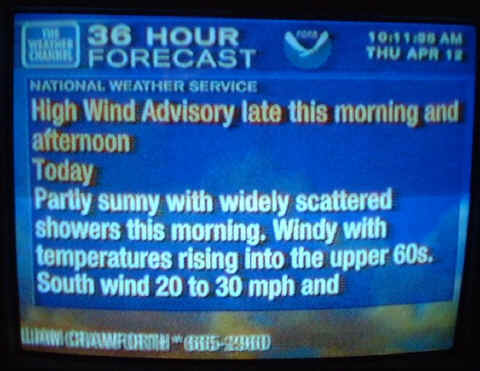 THE
WEATHER
CHANNEL
36 HOUR
FORECAST
NOAA
THU APR 12
NATIONAL WEATHER SERVICE
High Wind Advisory late this morning and
afternoon
Today
Partly sunny with widely scattered
showers this morning. Windy with
temperatures rising into the upper 60s.
South wind 20 to 30 mph and
CRAWFORTH